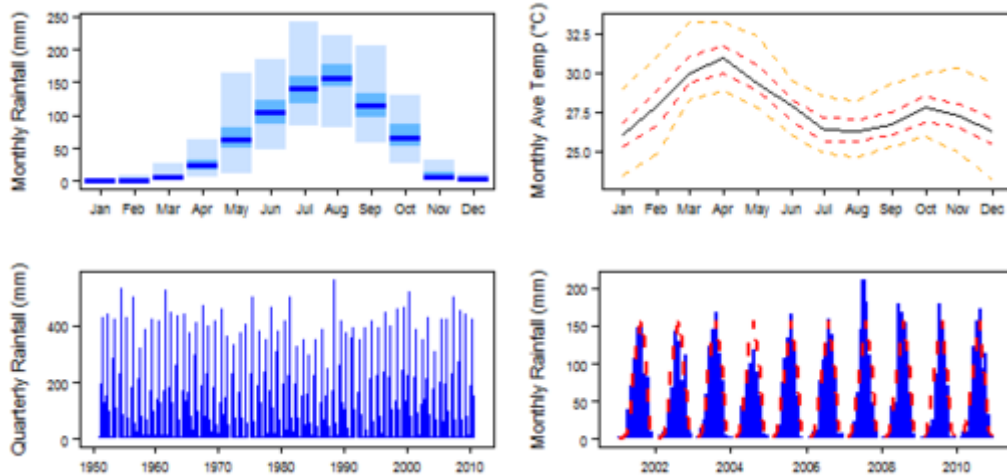 Monthly Rainfall (mm)
250
200
150
100
50
0
Jan Feb Mar Apr May Jun Jul Aug Sep Oct Nov Dec
Monthly Ave Temp (°C)
32.5
30.0
27.5
25.0
Jan Feb Mar Apr May Jun Jul Aug Sep Oct Nov Dec
Quarterly Rainfall (mm)
400
200
0
1950 1960 1970 1980 1990 2000 2010
Monthly Rainfall (mm)
200
150
100
50
0
2002 2004 2006 2008 2010